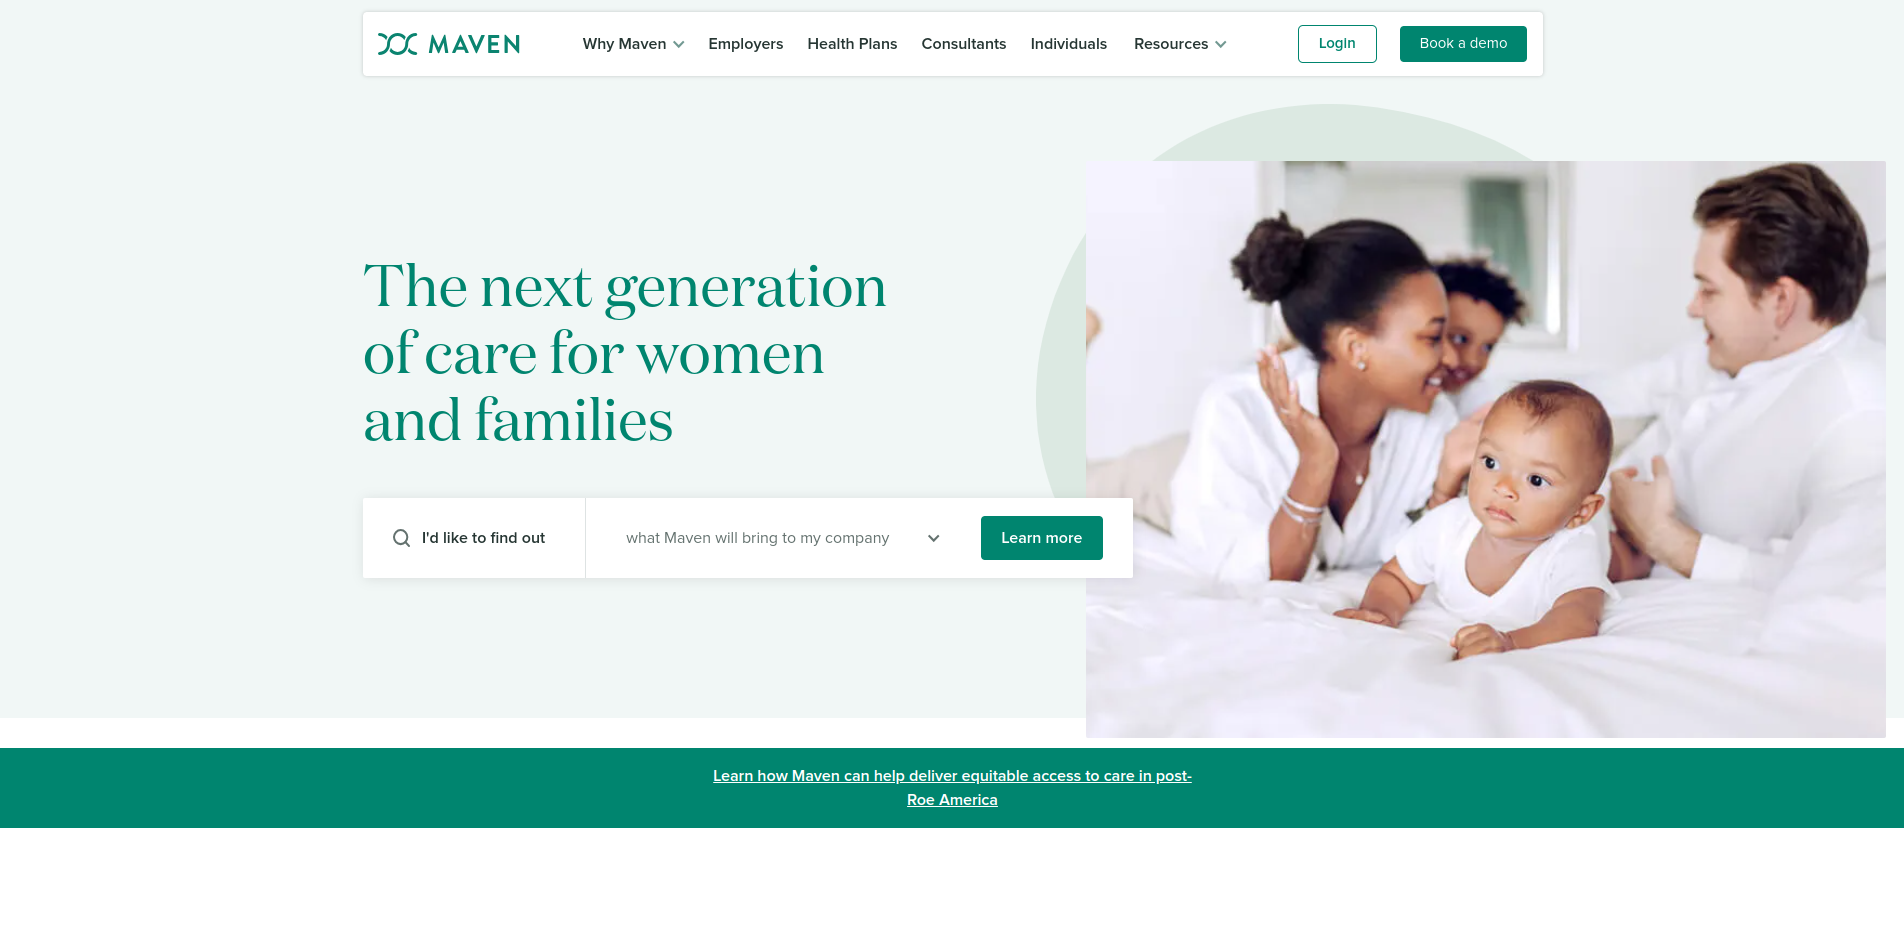 MAVEN
Why Maven
Employers
Health Plans
Consultants
Individuals
Resources
Login
Book a demo
The next generation
of care for women
and families
I'd like to find out
what Maven will bring to my company
Learn more
Learn how Maven can help deliver equitable access to care in post-
Roe America